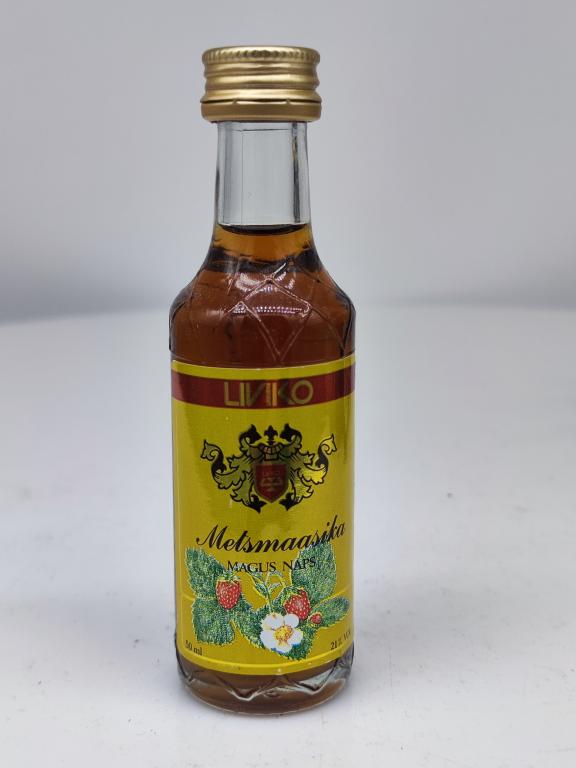 LIVIKO
Metsmaasika
MAGUS NAPS
50 ml
21% VOL